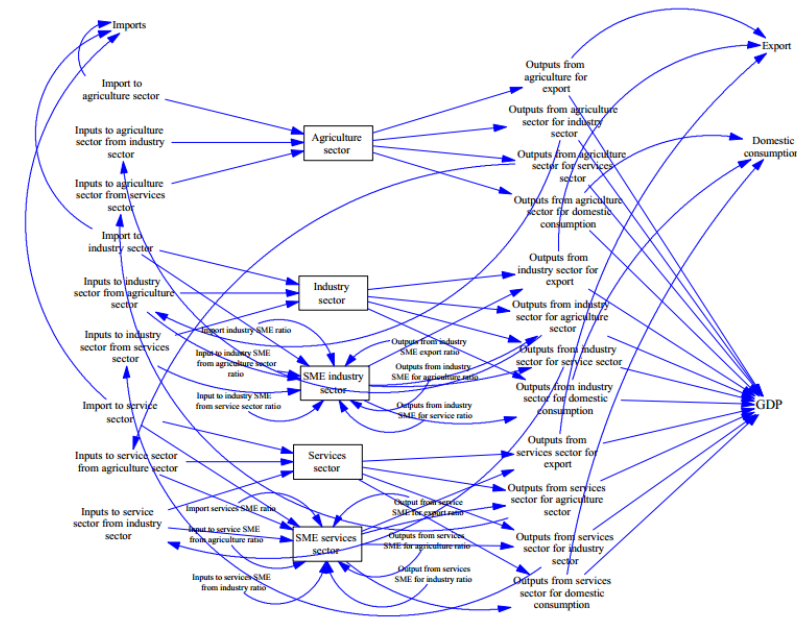 Imports
Import to
agriculture sector
Inputs to agriculture
sector from industry
sector
Inputs to agriculture
sector from services
sector
Import to
industry sector
Inputs to industry
sector from agriculture
sector
Inputs to industry
sector from services
sector
Import to service
sector
Inputs to service sector
from agriculture sector
Inputs to service
sector from industry
sector
Agriculture
sector
Industry
sector
Import industry SME ratio
Input to industry SME
from agriculture sector
ratio
Input to industry SME
from service sector ratio
SME industry
sector
Outputs from industry
SME export ratio
Outputs from industry
SME for agriculture ratio
Outputs from industry
SME for service ratio
Services
sector
Import services SME ratio
Input to service SME
from agriculture ratio
Inputs to services SME
from industry ratio
SME services
sector
Output from service
SME for export ratio
Outputs from services
SME for agriculture ratio
Output from services
SME for industry ratio
Outputs from
agriculture for
export
Outputs from agriculture
sector for industry
sector
Outputs from agriculture
sector for services
sector
Outputs from agriculture
sector for domestic
consumption
Outputs from
industry sector for
export
Outputs from industry
sector for agriculture
sector
Outputs from industry
sector for service sector
Outputs from industry
sector for domestic
consumption
Outputs from
services sector for
export
Outputs from services
sector for agriculture
sector
Outputs from services
sector for industry
sector
Outputs from services
sector for domestic
consumption
Export
Domestic
consumption
GDP